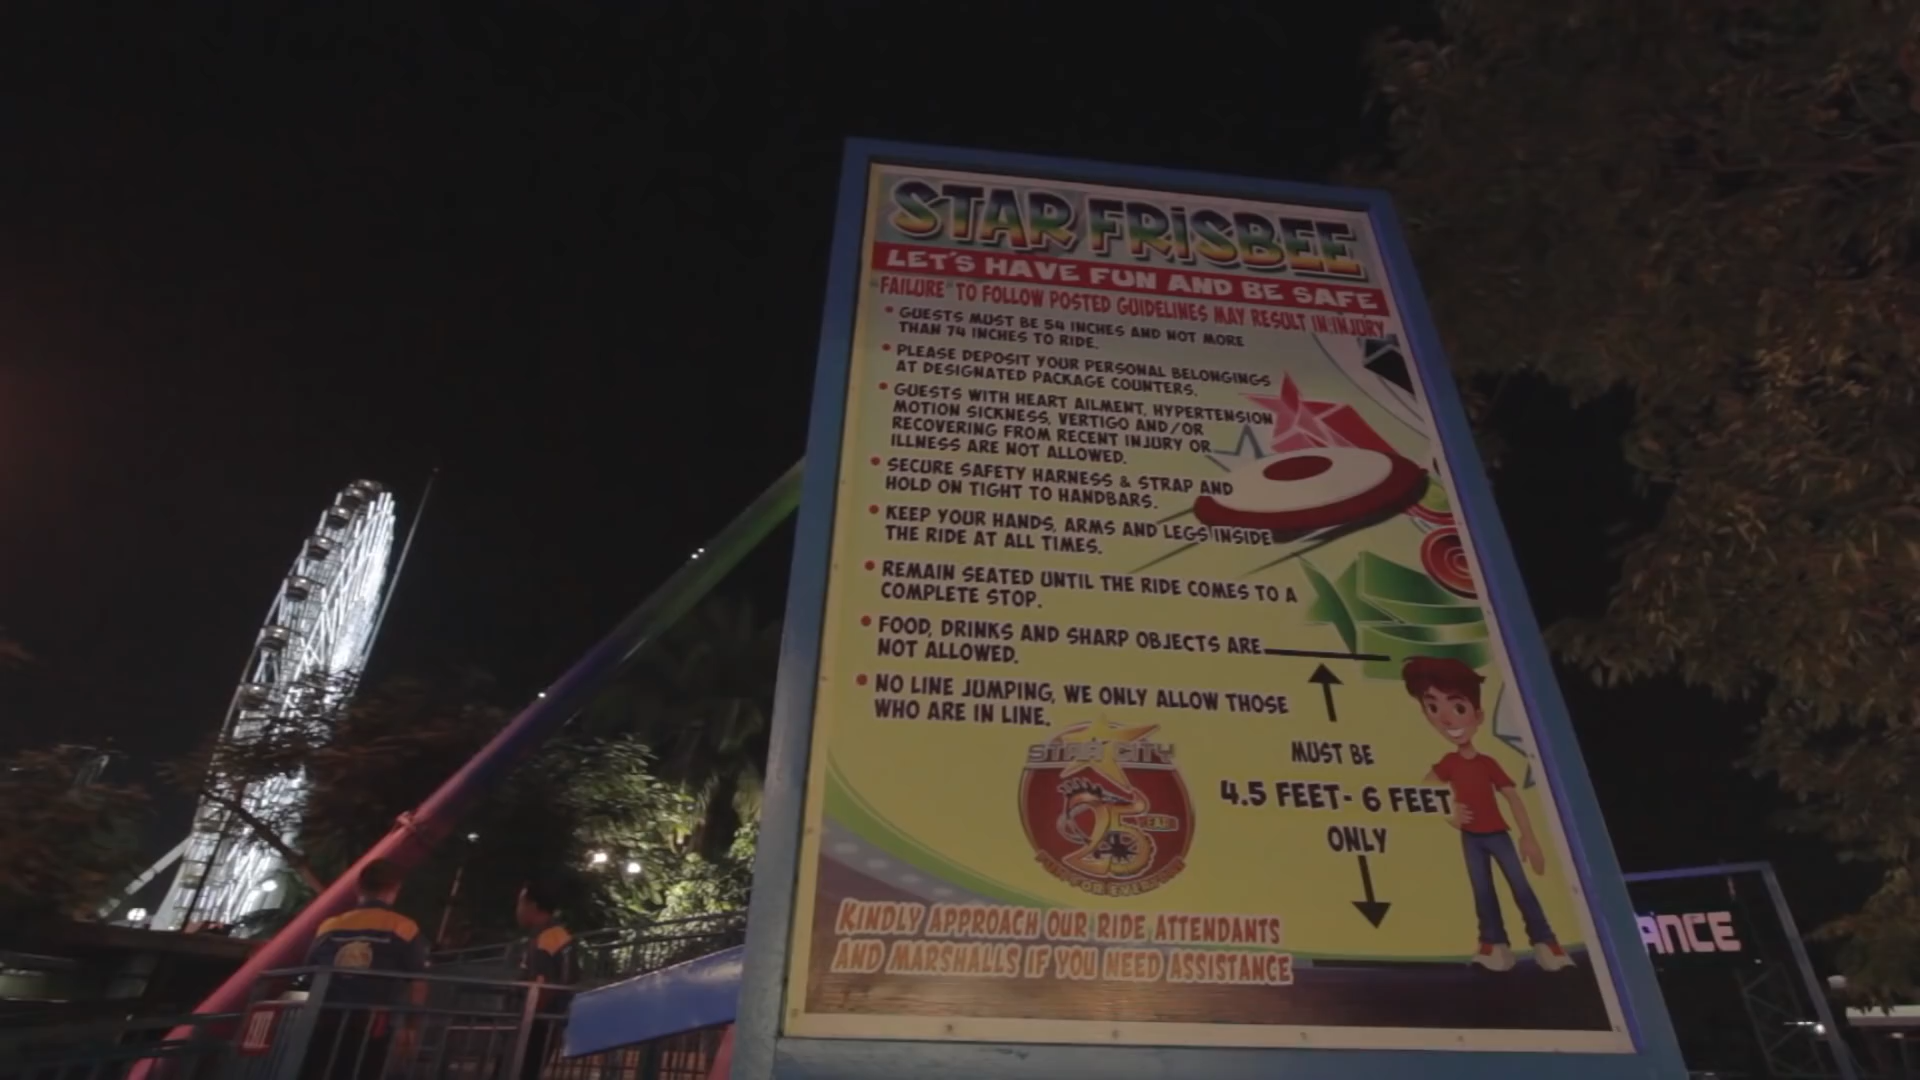 STAR FRiSBEE
LET'S HAVE FUN AND BE SAFE
"FAILURE" TO FOLLOW POSTED GUIDELINES MAY RESULT IN INJURY
• GUESTS MUST BE 54 INCHES AND NOT MORE
THAN 74 INCHES TO RIDE.
• PLEASE DEPOSIT YOUR PERSONAL BELONGINGS
AT DESIGNATED PACKAGE COUNTERS.
• GUESTS WITH HEART AILMENT, HYPERTENSION
MOTION SICKNESS, VERTIGO AND/OR
RECOVERING FROM RECENT INJURY OR
ILLNESS ARE NOT ALLOWED.
• SECURE SAFETY HARNESS & STRAP AND
HOLD ON TIGHT TO HANDBARS.
• KEEP YOUR HANDS, ARMS AND LEGS INSIDE
THE RIDE AT ALL TIMES.
• REMAIN SEATED UNTIL THE RIDE COMES TO A
COMPLETE STOP.
• FOOD, DRINKS AND SHARP OBJECTS ARE
NOT ALLOWED.
• NO LINE JUMPING, WE ONLY ALLOW THOSE
WHO ARE IN LINE.
STAR CITY
25
MUST BE
4.5 FEET- 6 FEET
ONLY
KINDLY APPROACH OUR RIDE ATTENDANTS
AND MARSHALLS IF YOU NEED ASSISTANCE
ANCE